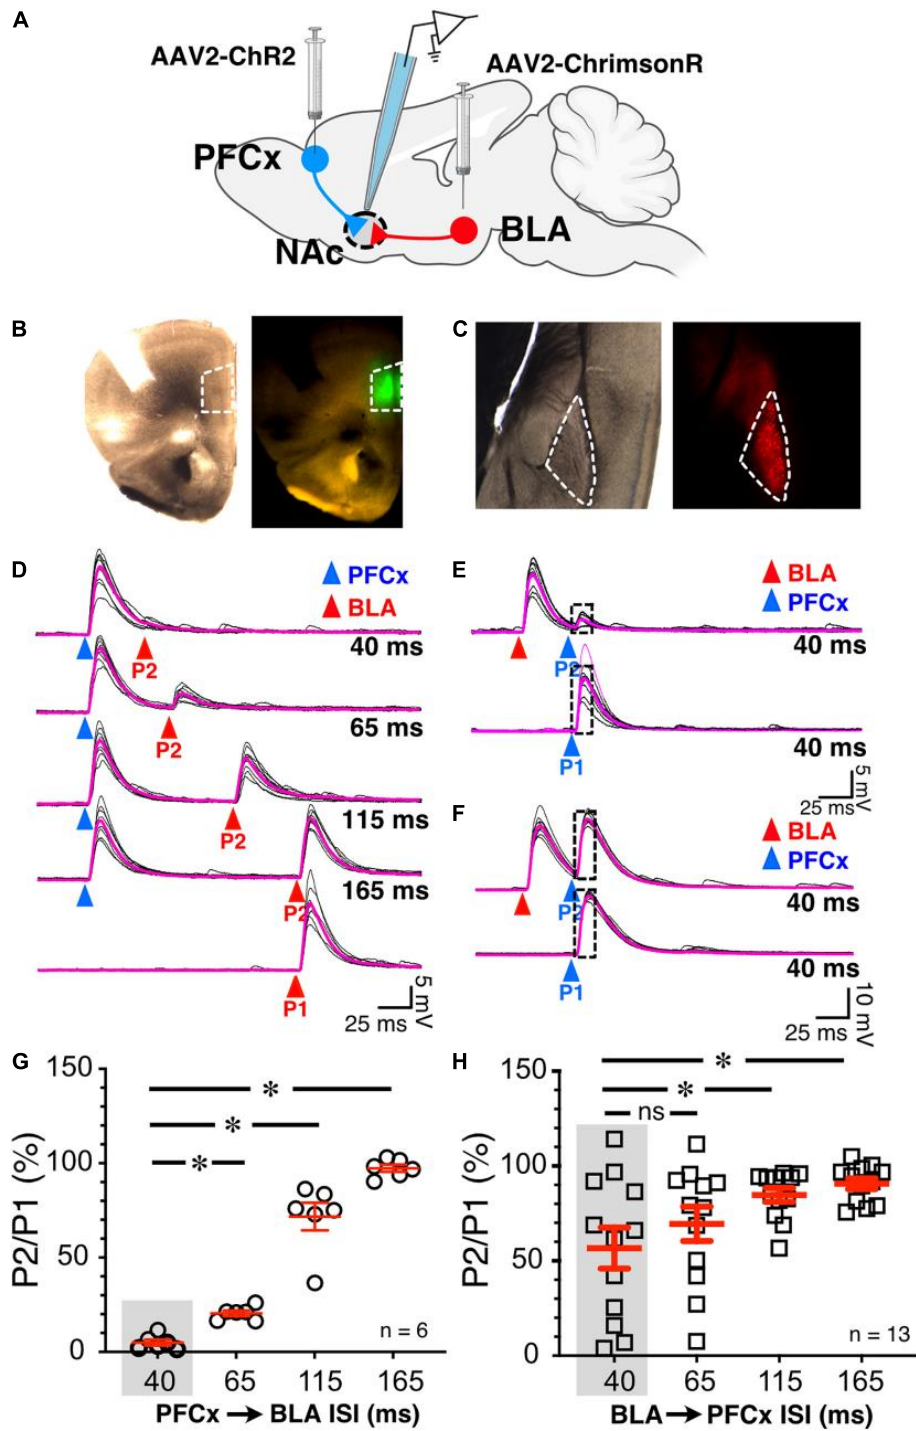 A
AAV2-ChR2
AAV2-ChrimsonR
PFCx
NAc
BLA
B
C
D
PFCx
BLA
40 ms
P2
65 ms
P2
115 ms
P2
165 ms
P2
P1
25 ms
5 mV
E
BLA
PFCx
40 ms
P2
40 ms
P1
25 ms
5 mV
F
BLA
PFCx
40 ms
P2
40 ms
P1
25 ms
10 mV
G
150
100
50
0
P2/P1 (%)
*
*
*
n = 6
40 65 115 165
PFCx → BLA ISI (ms)
H
150
100
50
0
P2/P1 (%)
*
*
ns
n = 13
40 65 115 165
BLA → PFCx ISI (ms)